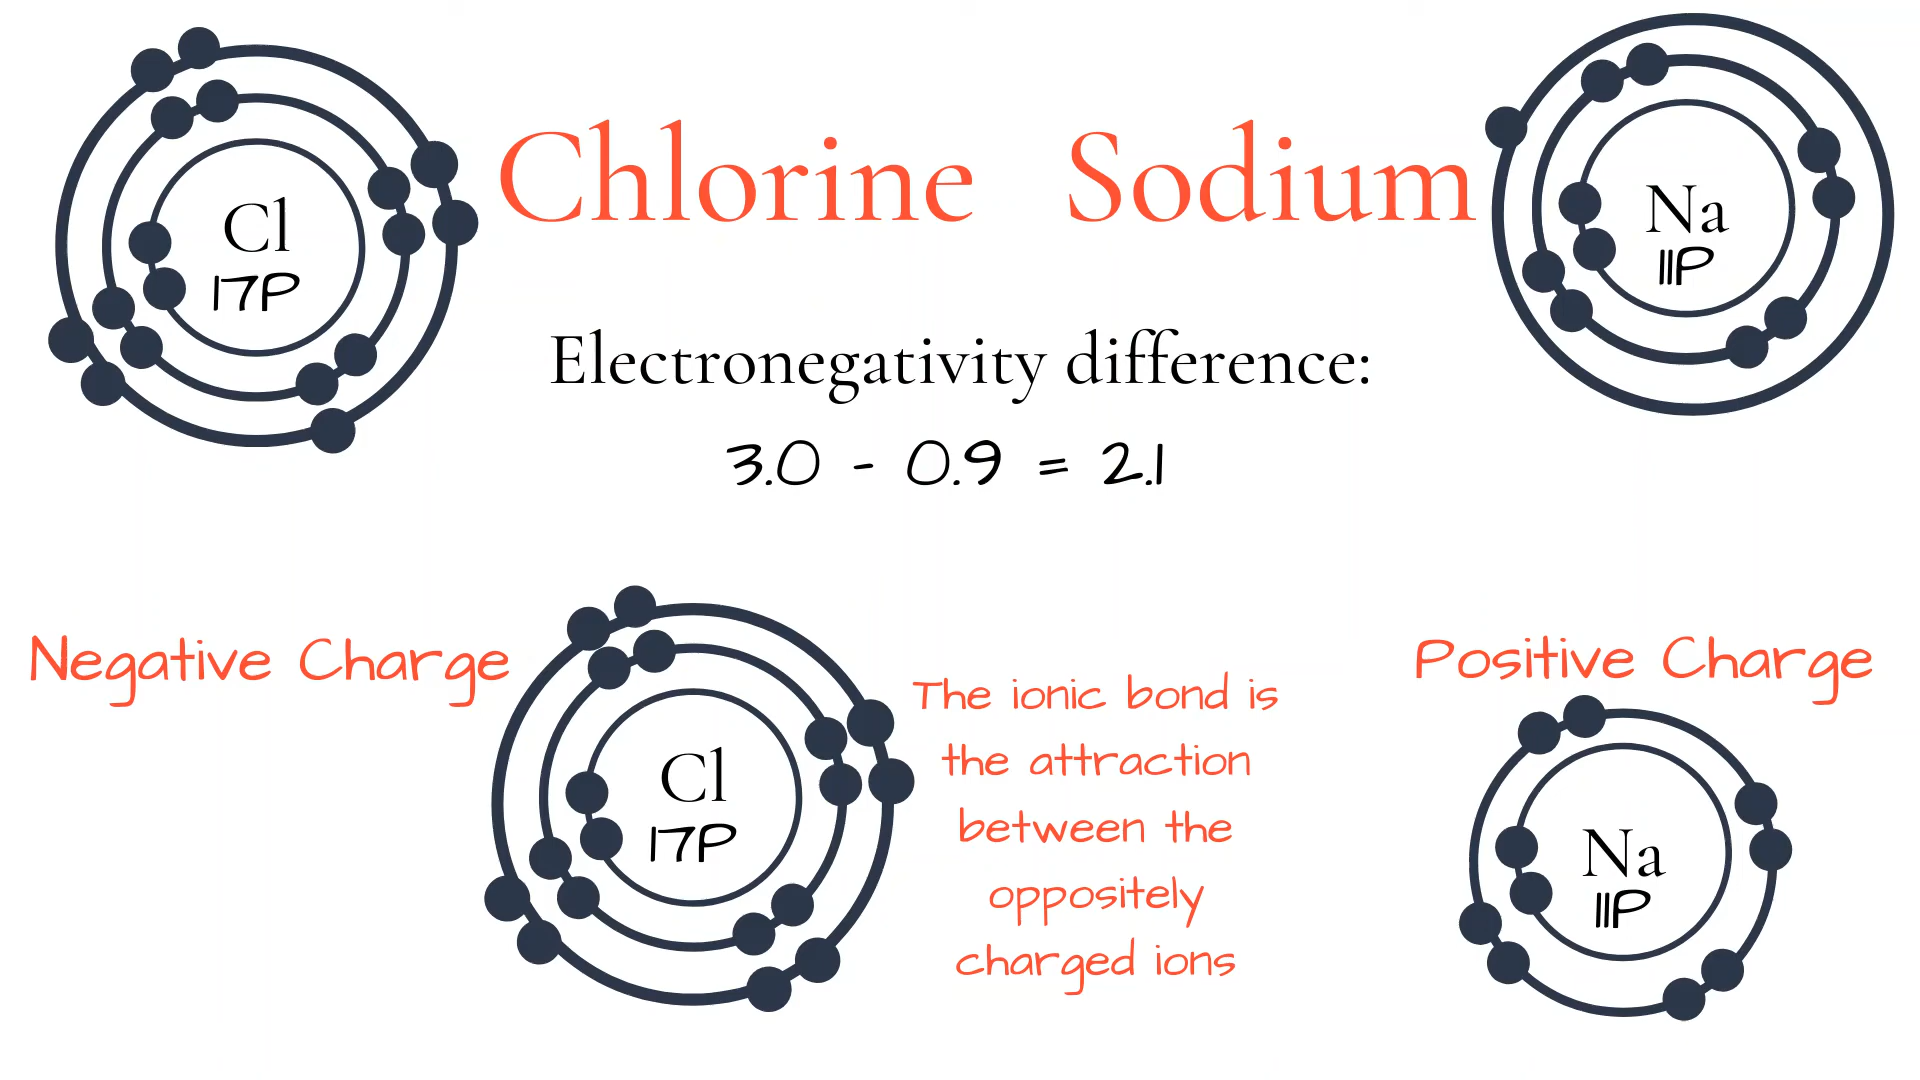 Chlorine Sodium
Cl
17P
Na
11P
Electronegativity difference:
3.0 - 0.9 = 2.1
Negative Charge
Positive Charge
Cl
17P
The ionic bond is
the attraction
between the
oppositely
charged ions
Na
11P